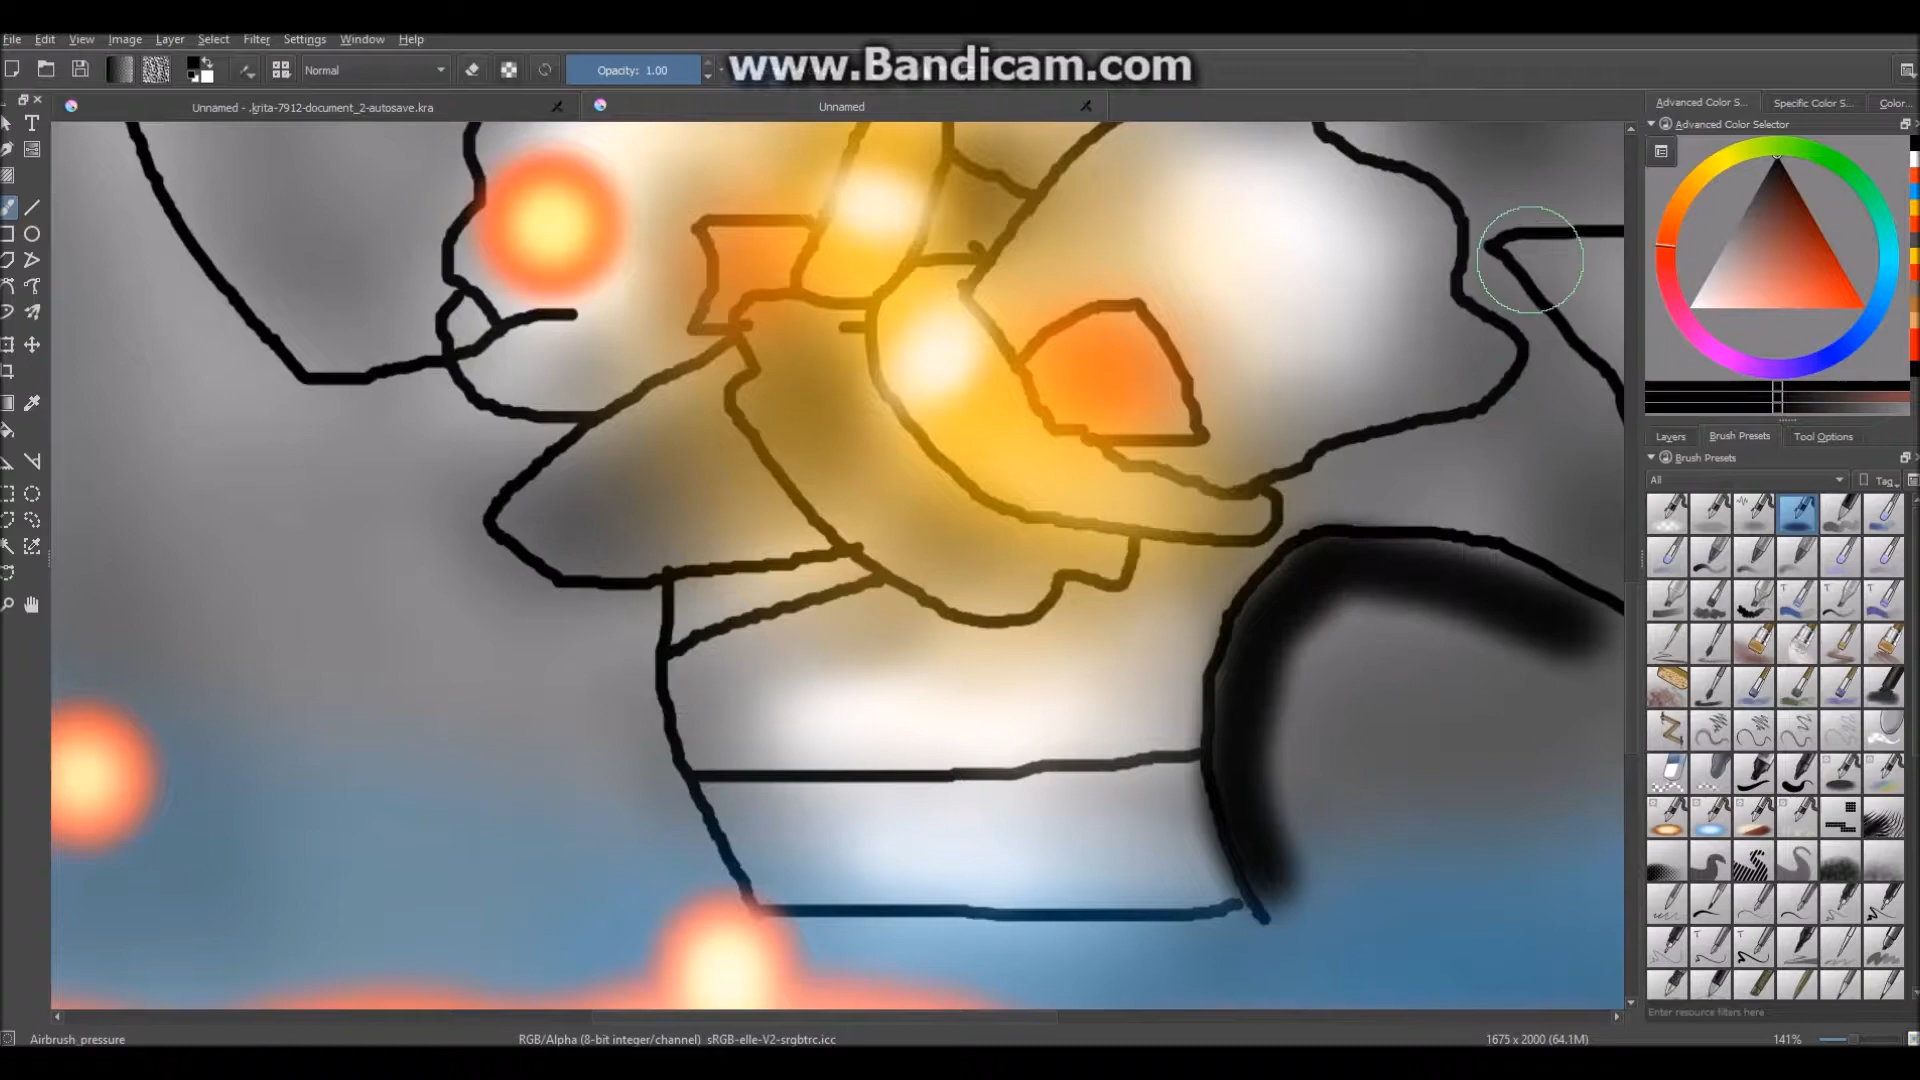 www.Bandicam.com
File Edit View Image Layer Select Filter Settings Window Help
Normal
Opacity: 1.00
Unnamed - .krita-7912-document_2-autosave.kra
Unnamed
Advanced Color S...
Specific Color S...
Color...
Advanced Color Selector
Layers
Brush Presets
Tool Options
Brush Presets
All
Tag
Enter resource filters here
Airbrush_pressure
RGB/Alpha (8-bit integer/channel) sRGB-elle-V2-srgbtrc.icc
1675 x 2000 (64.1M)
141%